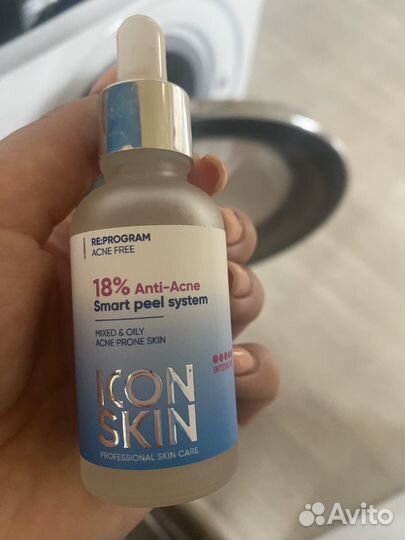 RE:PROGRAM
ACNE FREE
18% Anti-Acne
Smart peel system
MIXED & OILY
ACNE PRONE SKIN
ICON
SKIN
PROFESSIONAL SKIN CARE
Avito